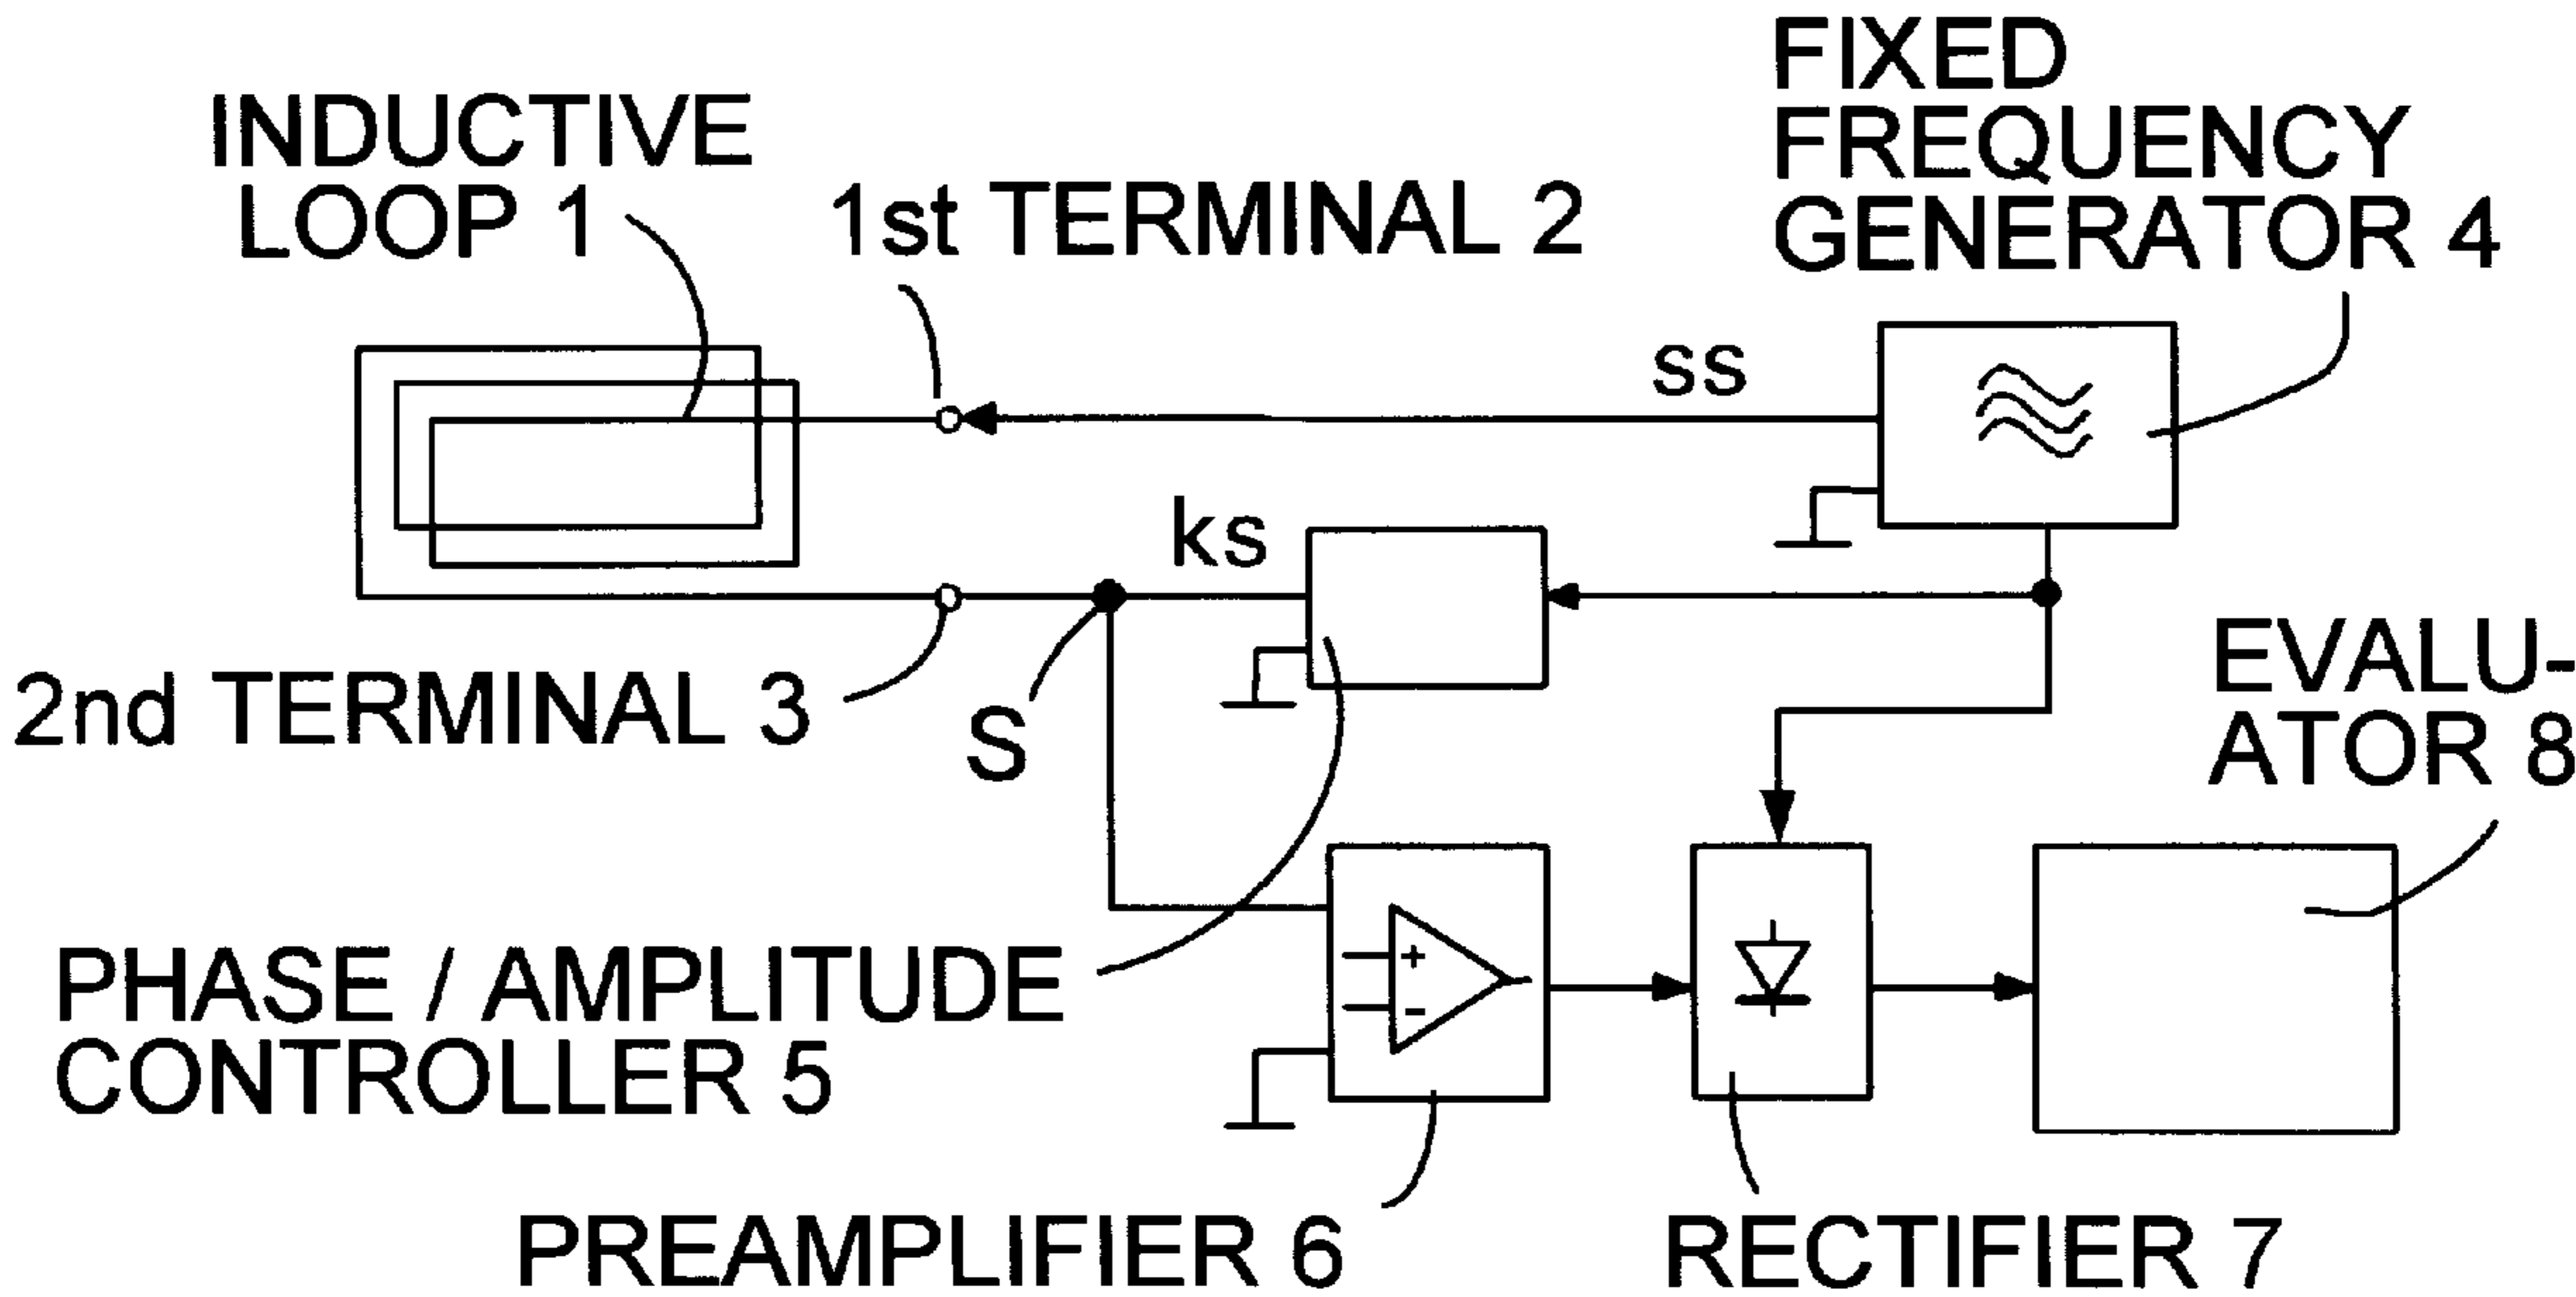 FIXED
FREQUENCY
GENERATOR 4
INDUCTIVE
LOOP 1
1st TERMINAL 2
ss
ks
2nd TERMINAL 3
S
EVALU-
ATOR 8
PHASE / AMPLITUDE
CONTROLLER 5
+
-
PREAMPLIFIER 6
RECTIFIER 7